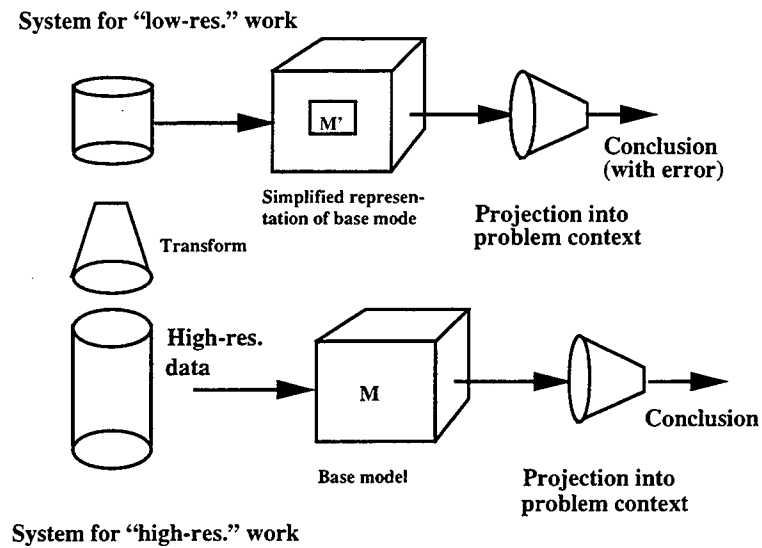 System for “low-res.” work
M'
Conclusion
(with error)
Simplified represen-
tation of base mode
Projection into
problem context
Transform
High-res.
data
M
Conclusion
Base model
Projection into
problem context
System for “high-res.” work